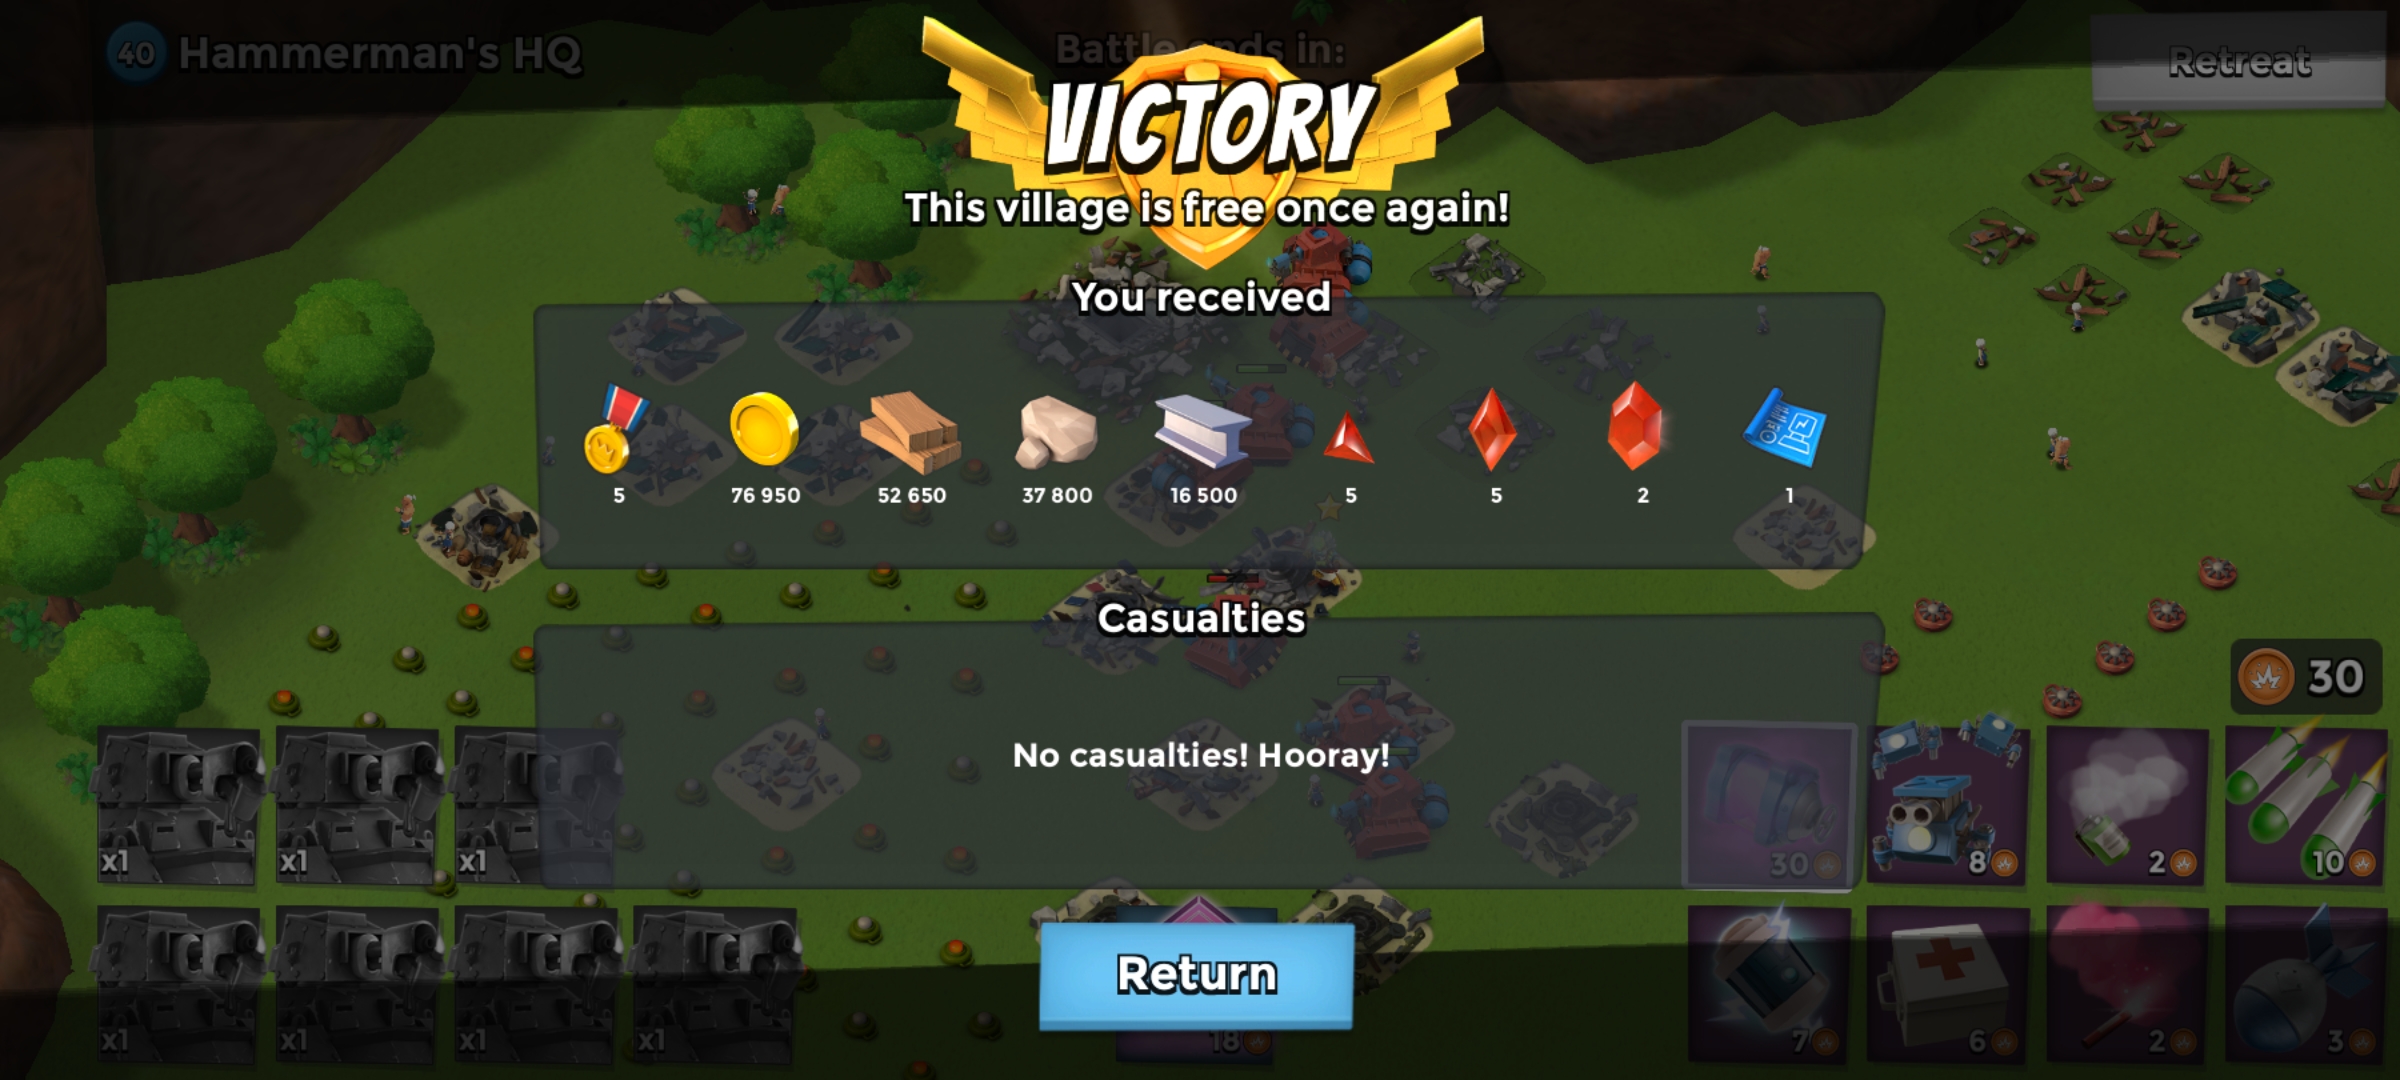 40 Hammerman's HQ
Battle ends in:
Retreat
VICTORY
This village is free once again!
You received
5 76 950 52 650 37 800 16 500 5 5 2 1
Casualties
30
No casualties! Hooray!
x1 x1 x1 30 8 2 10
Return
x1 x1 x1 x1 18 7 6 2 3